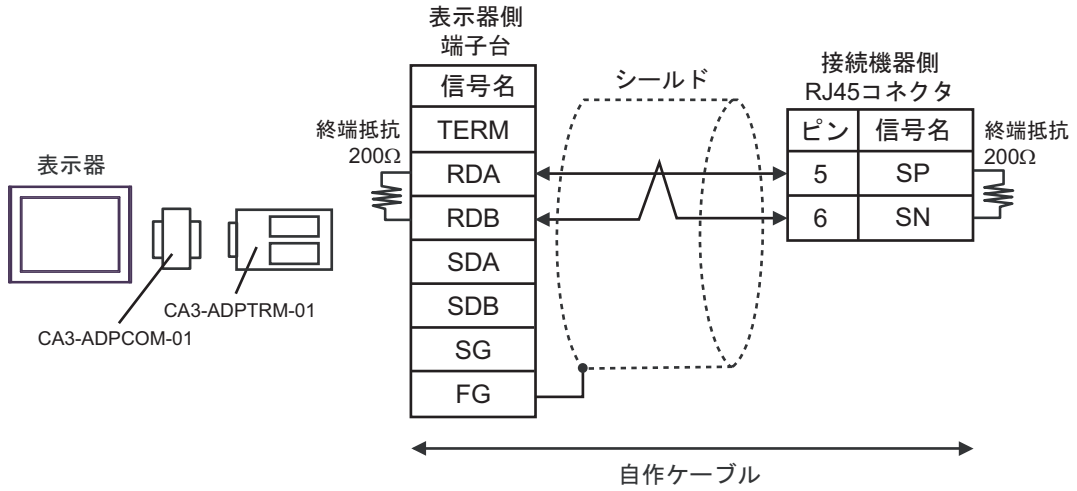 表示器
CA3-ADPCOM-01
CA3-ADPTRM-01
終端抵抗
200Ω
表示器側
端子台
信号名
TERM
RDA
RDB
SDA
SDB
SG
FG
シールド
接続機器側
RJ45コネクタ
ピン 信号名
5 SP
6 SN
終端抵抗
200Ω
自作ケーブル